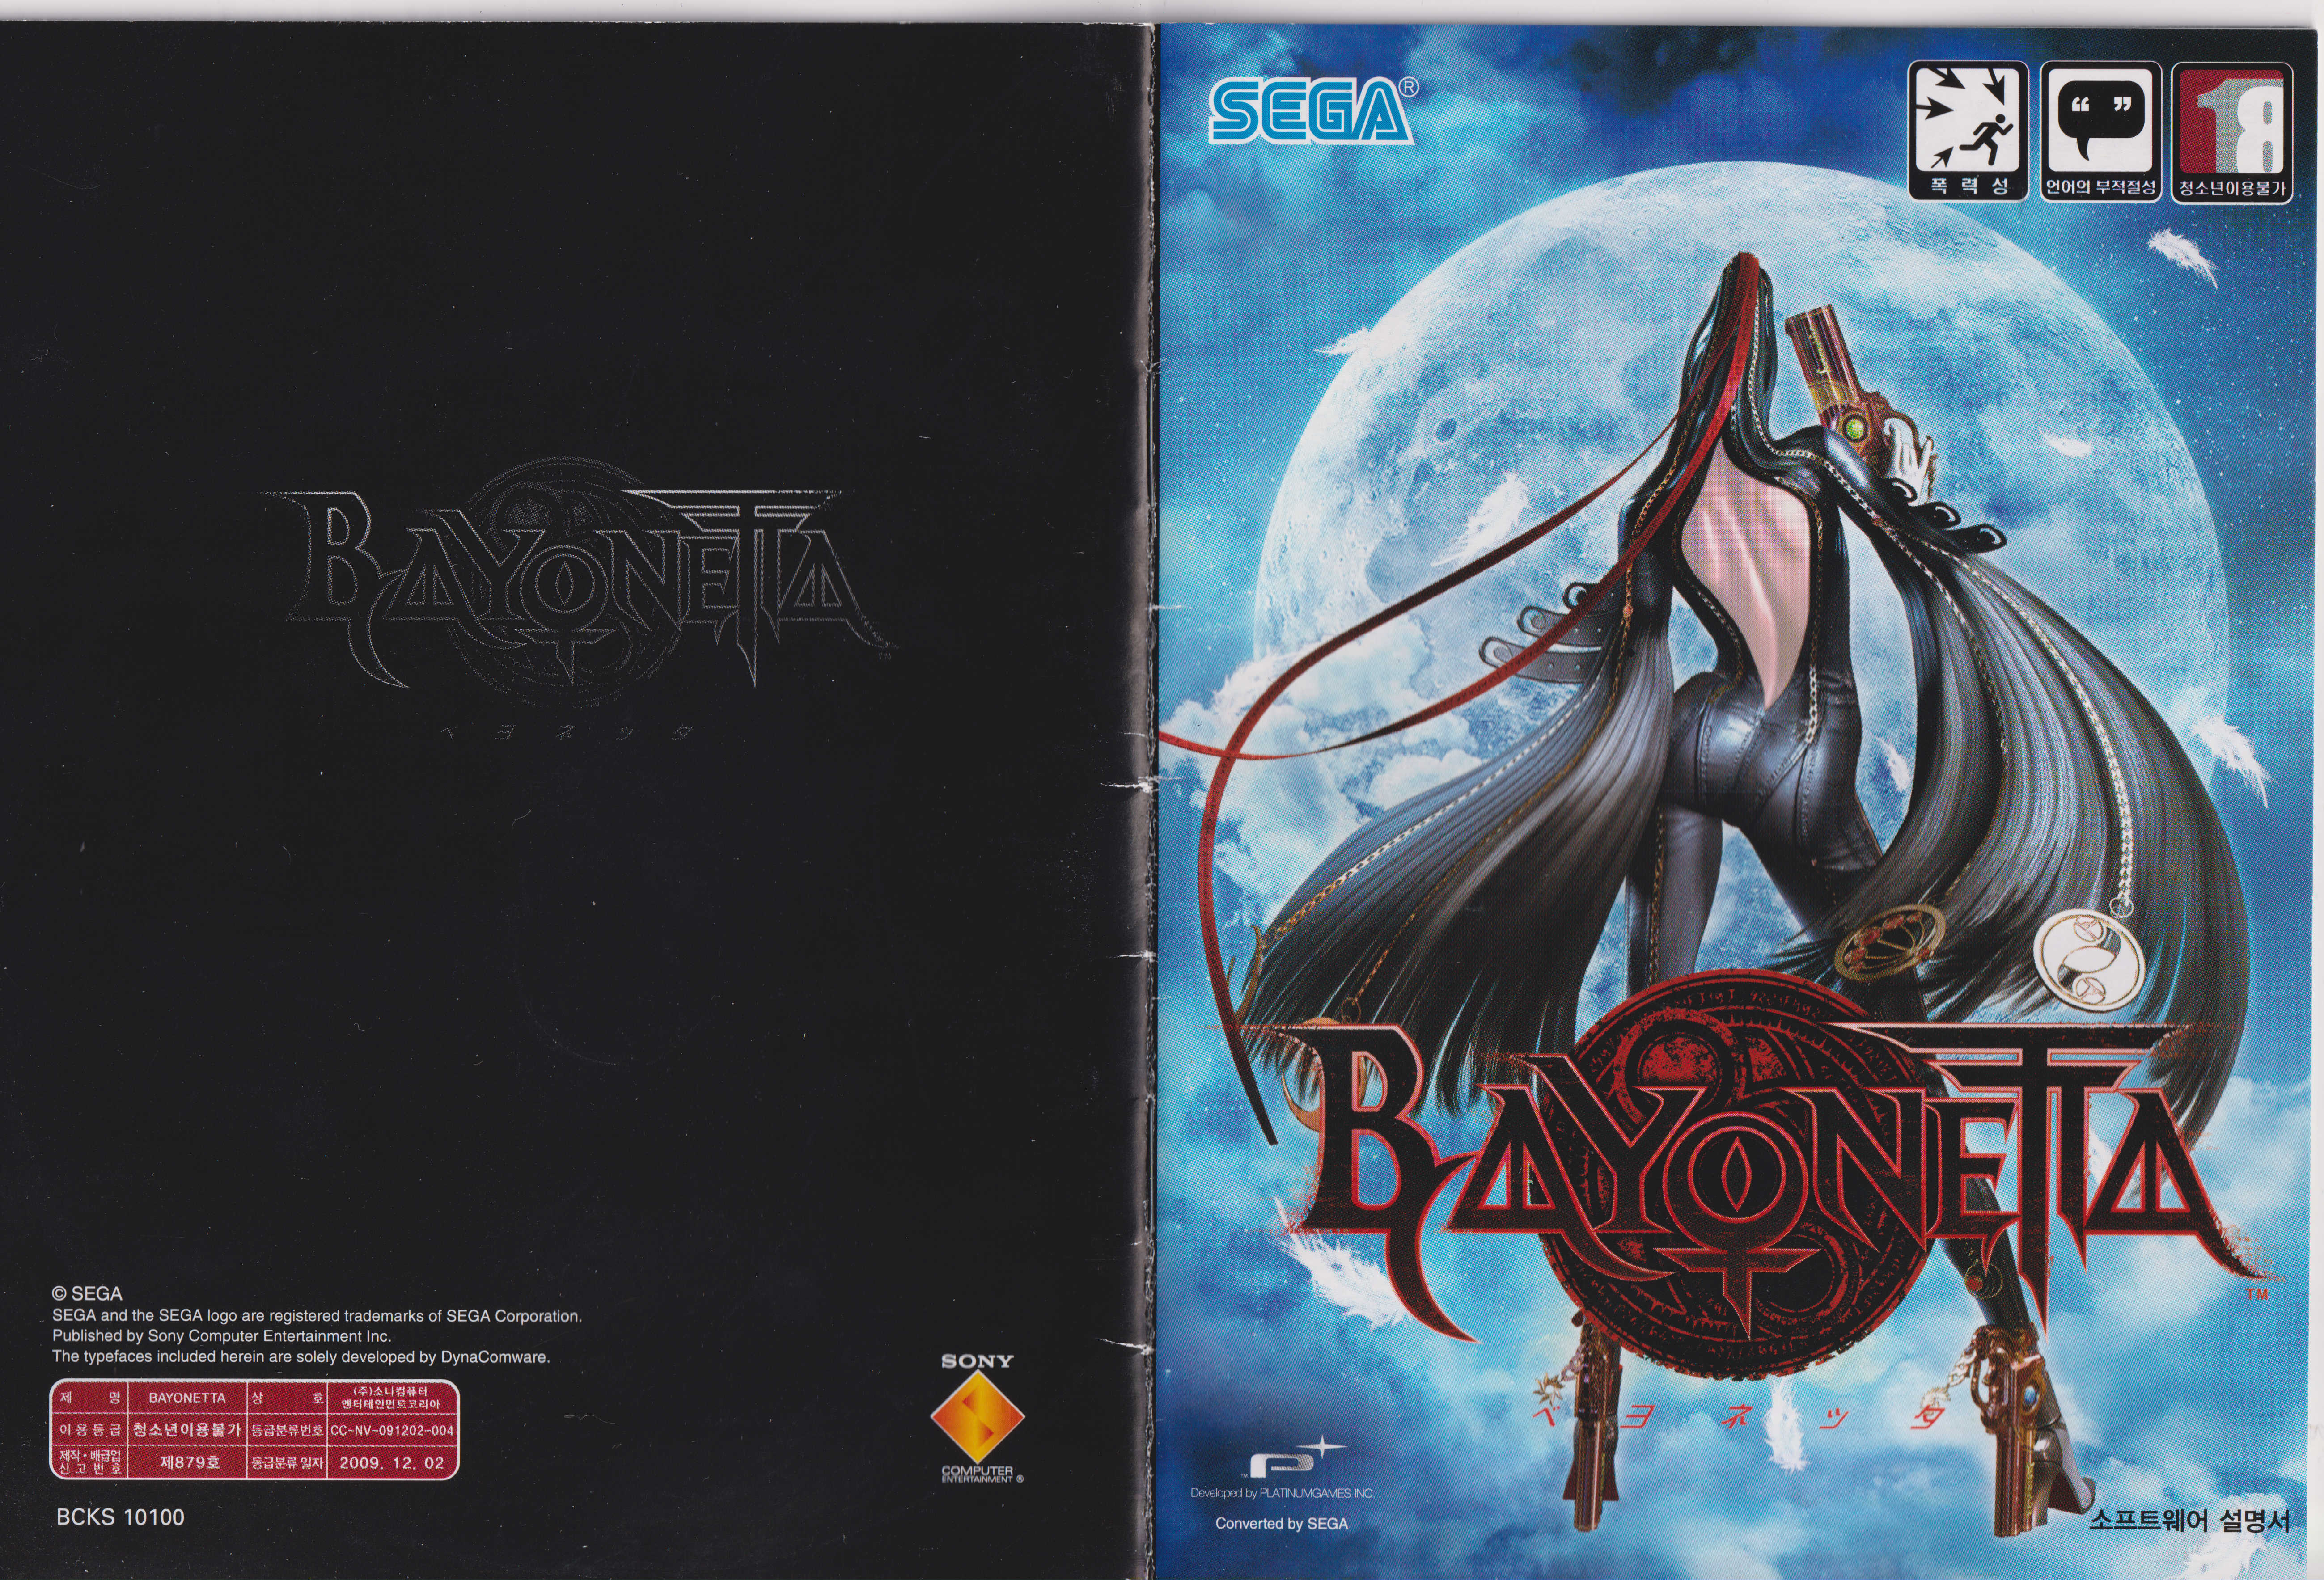 BAYONETTA
TM
ベヨネッタ
© SEGA
SEGA and the SEGA logo are registered trademarks of SEGA Corporation.
Published by Sony Computer Entertainment Inc.
The typefaces included herein are solely developed by DynaComware.
제 명 BAYONETTA 상 호 (주)소니컴퓨터 엔터테인먼트코리아
이용등급 청소년이용불가 등급분류번호 CC-NV-091202-004
제작·배급업 신고번호 제879호 등급분류 일자 2009. 12. 02
BCKS 10100
SONY
COMPUTER
ENTERTAINMENT ®
SEGA®
폭력성
“ ”
언어의 부적절성
18
청소년이용불가
BAYONETTA
TM
ベヨネッタ
TM
Developed by PLATINUMGAMES INC.
Converted by SEGA
소프트웨어 설명서